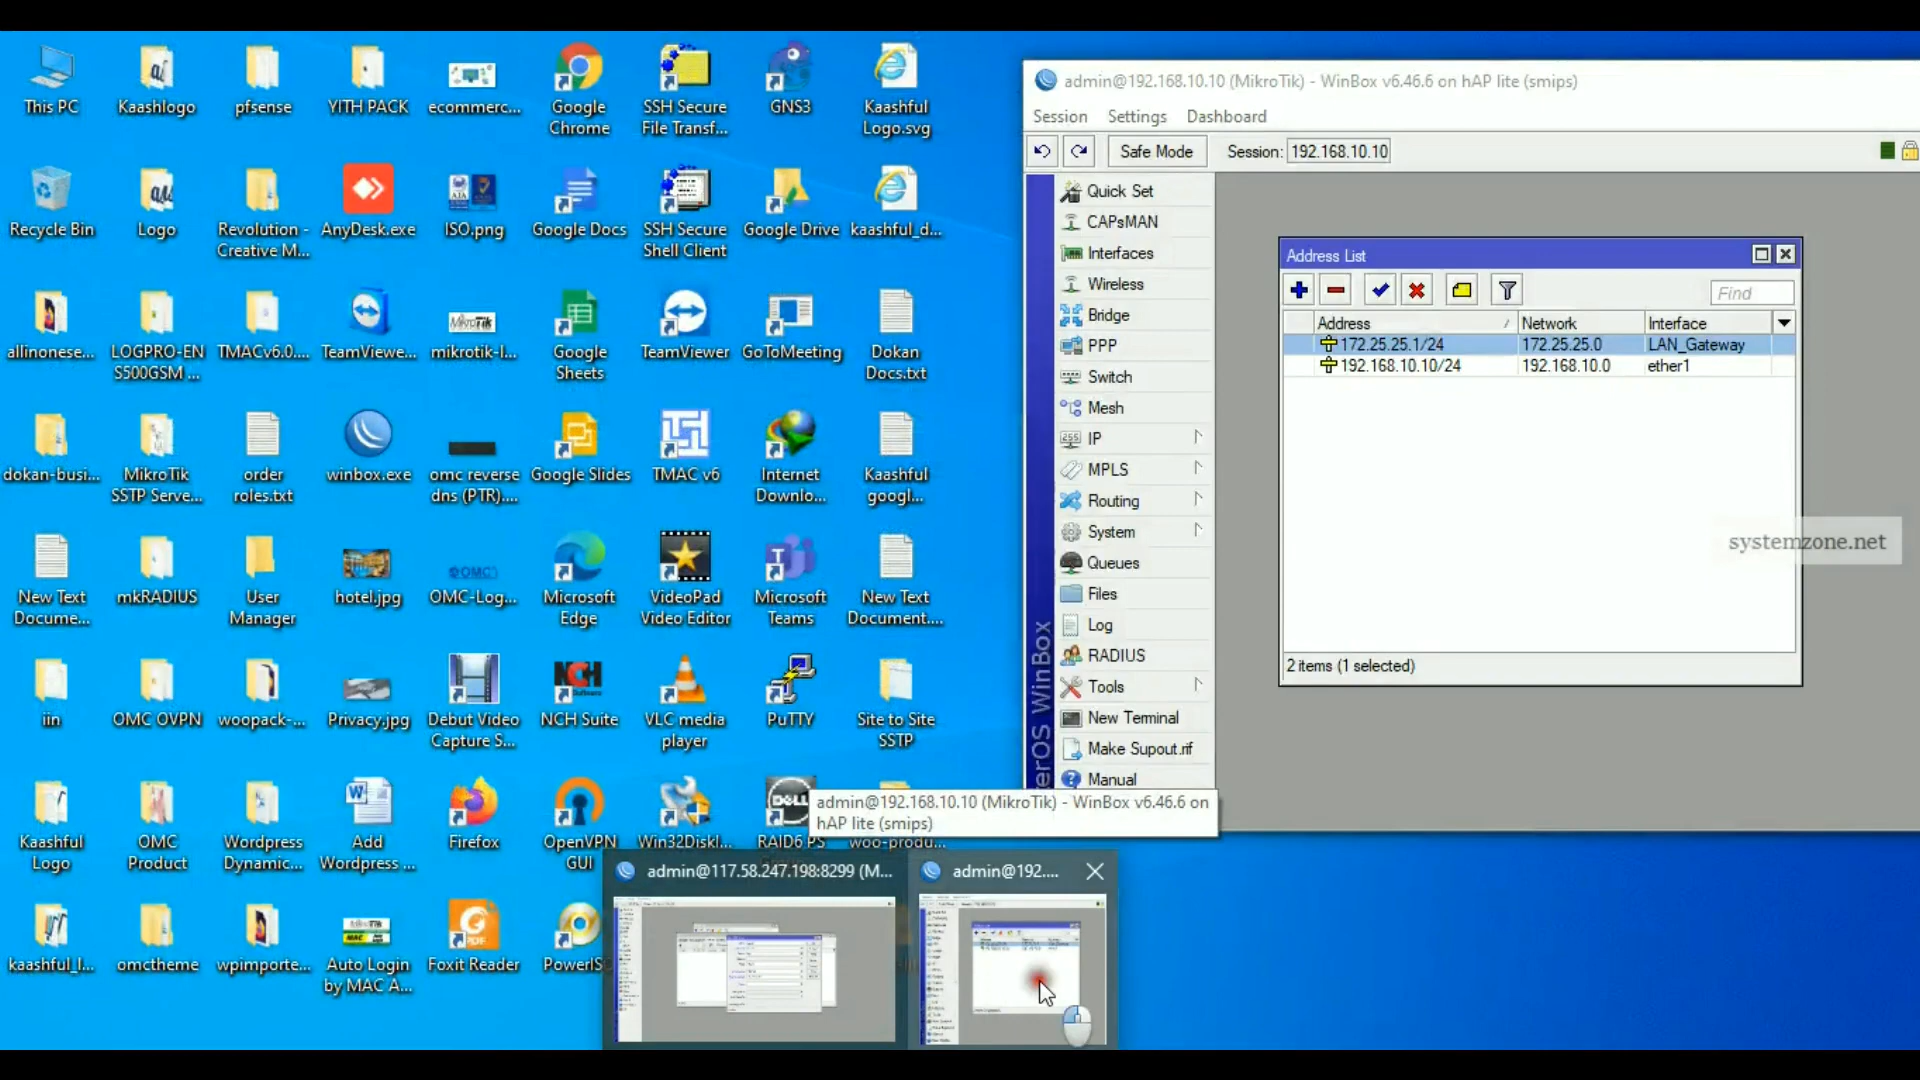 This PC
Kaashlogo
pfsense
YITH PACK
ecommerc...
Google
Chrome
SSH Secure
File Transf...
GNS3
Kaashful
Logo.svg
Recycle Bin
Logo
Revolution -
Creative M...
AnyDesk.exe
ISO.png
Google Docs
SSH Secure
Shell Client
Google Drive
kaashful_d...
allinonese...
LOGPRO-EN
S500GSM ...
TMACv6.0....
TeamViewe...
mikrotik-l...
Google
Sheets
TeamViewer
GoToMeeting
Dokan
Docs.txt
dokan-busi...
MikroTik
SSTP Serve...
order
roles.txt
winbox.exe
omc reverse
dns (PTR)....
Google Slides
TMAC v6
Internet
Downlo...
Kaashful
googl...
New Text
Docume...
mkRADIUS
User
Manager
hotel.jpg
OMC-Log...
Microsoft
Edge
VideoPad
Video Editor
Microsoft
Teams
New Text
Document....
iin
OMC OVPN
woopack-...
Privacy.jpg
Debut Video
Capture S...
NCH Suite
VLC media
player
PuTTY
Site to Site
SSTP
Kaashful
Logo
OMC
Product
Wordpress
Dynamic...
Add
Wordpress ...
Firefox
OpenVPN
GUI
Win32DiskI...
RAID6 PS
woo-produ...
kaashful_l...
omctheme
wpimporte...
Auto Login
by MAC A...
Foxit Reader
PowerIS
admin@192.168.10.10 (MikroTik) - WinBox v6.46.6 on hAP lite (smips)
Session Settings Dashboard
Safe Mode Session: 192.168.10.10
Quick Set
CAPsMAN
Interfaces
Wireless
Bridge
PPP
Switch
Mesh
IP
MPLS
Routing
System
Queues
Files
Log
RADIUS
Tools
New Terminal
Make Supout.rif
Manual
erOS WinBox
Address List
Find
Address Network Interface
172.25.25.1/24 172.25.25.0 LAN_Gateway
192.168.10.10/24 192.168.10.0 ether1
2 items (1 selected)
systemzone.net
admin@192.168.10.10 (MikroTik) - WinBox v6.46.6 on
hAP lite (smips)
admin@117.58.247.198:8299 (M...
admin@192....